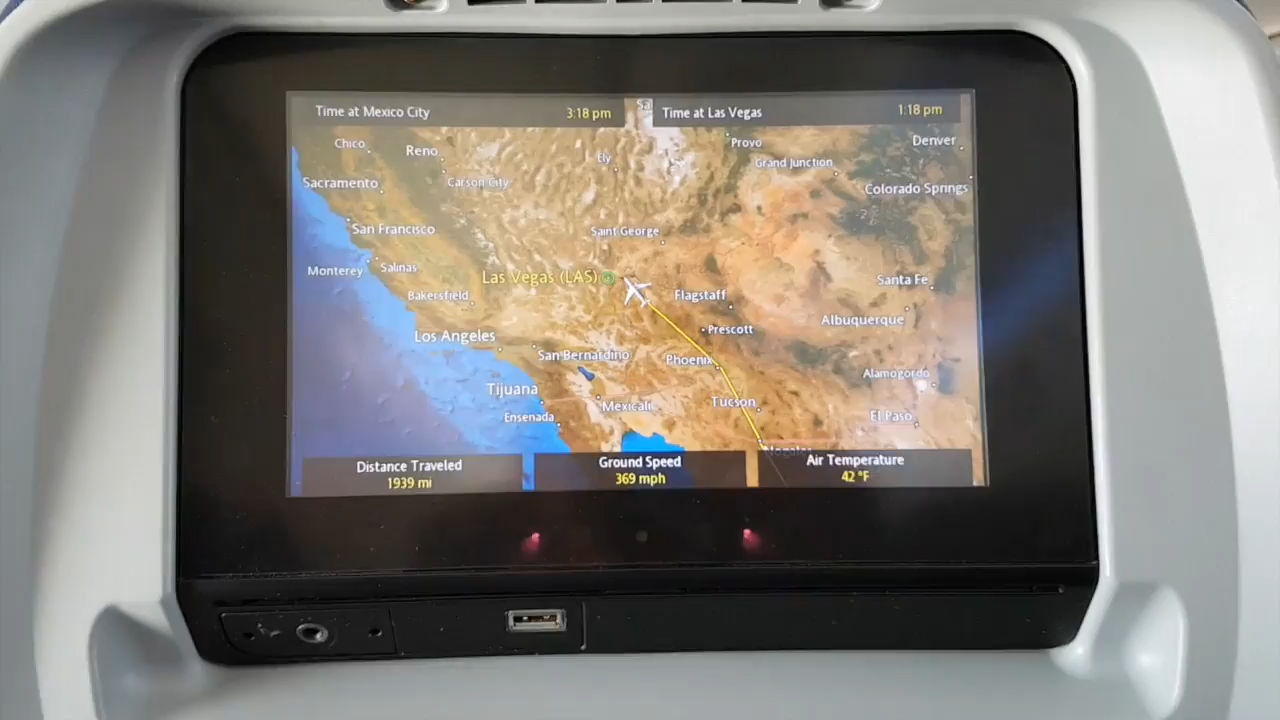 Time at Mexico City 3:18 pm
Sa
Time at Las Vegas 1:18 pm
Chico
Reno
Ely
Provo
Denver
Grand Junction
Sacramento
Carson City
Colorado Springs
San Francisco
Saint George
Monterey
Salinas
Las Vegas (LAS)
Santa Fe
Bakersfield
Flagstaff
Albuquerque
Los Angeles
Prescott
San Bernardino
Phoenix
Alamogordo
Tijuana
Mexicali
Tucson
Ensenada
El Paso
Nogales
Distance Traveled
1939 mi
Ground Speed
369 mph
Air Temperature
42 °F